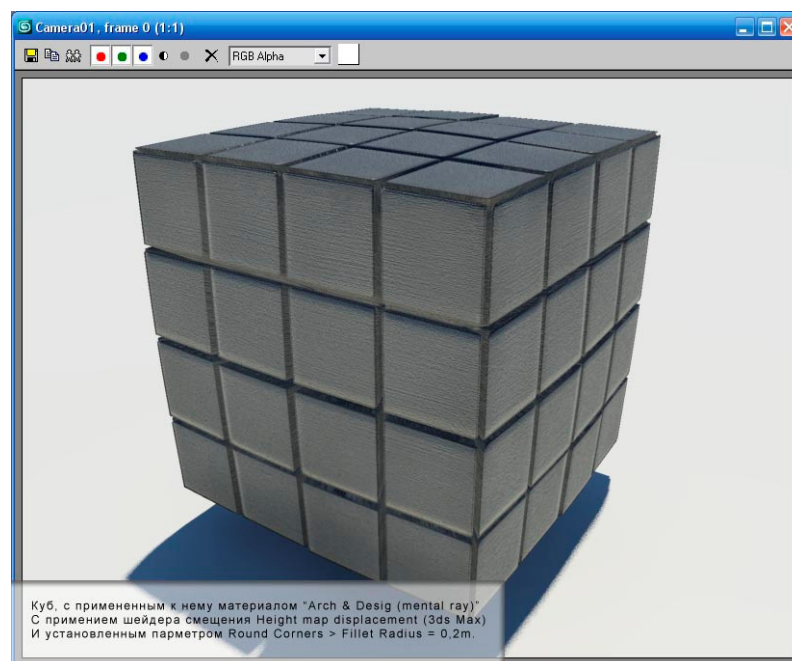 Camera01, frame 0 (1:1)
RGB Alpha
Куб, с примененным к нему материалом "Arch & Desig (mental ray)"
С примением шейдера смещения Height map displacement (3ds Max)
И установленным парметром Round Corners > Fillet Radius = 0,2m.